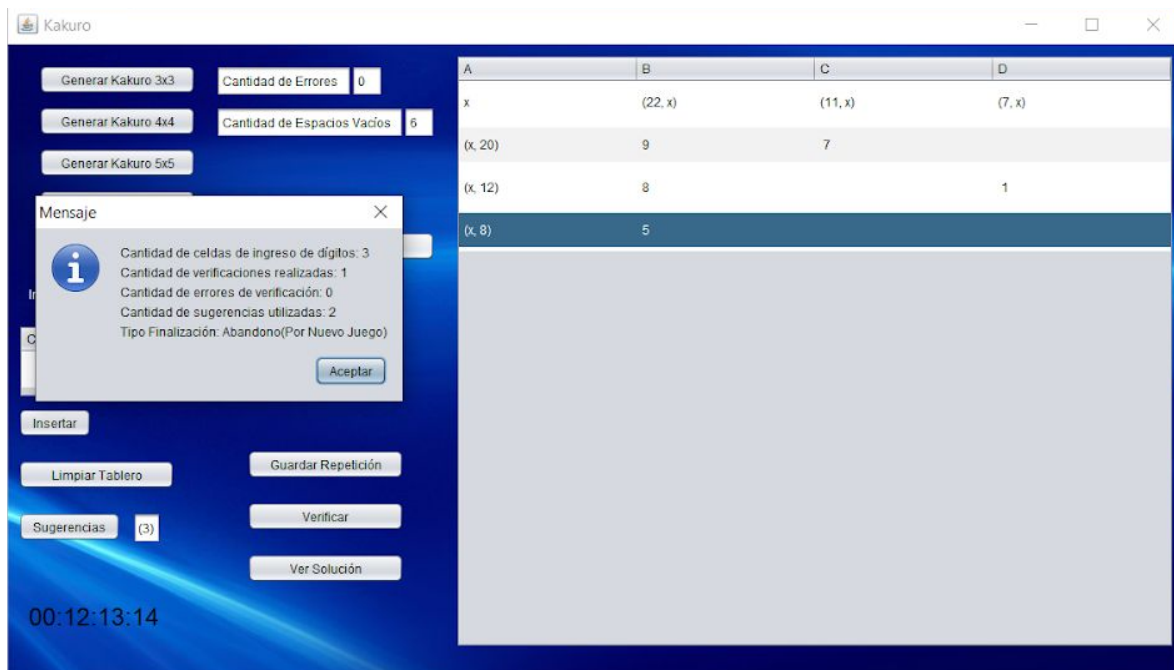 Kakuro
Generar Kakuro 3x3
Cantidad de Errores 0
Generar Kakuro 4x4
Cantidad de Espacios Vacíos 6
Generar Kakuro 5x5
A B C D
x (22, x) (11, x) (7, x)
(x, 20) 9 7
(x, 12) 8 1
(x, 8) 5
Mensaje
Cantidad de celdas de ingreso de dígitos: 3
Cantidad de verificaciones realizadas: 1
Cantidad de errores de verificación: 0
Cantidad de sugerencias utilizadas: 2
Tipo Finalización: Abandono(Por Nuevo Juego)
Aceptar
Insertar
Limpiar Tablero
Guardar Repetición
Sugerencias (3)
Verificar
Ver Solución
00:12:13:14